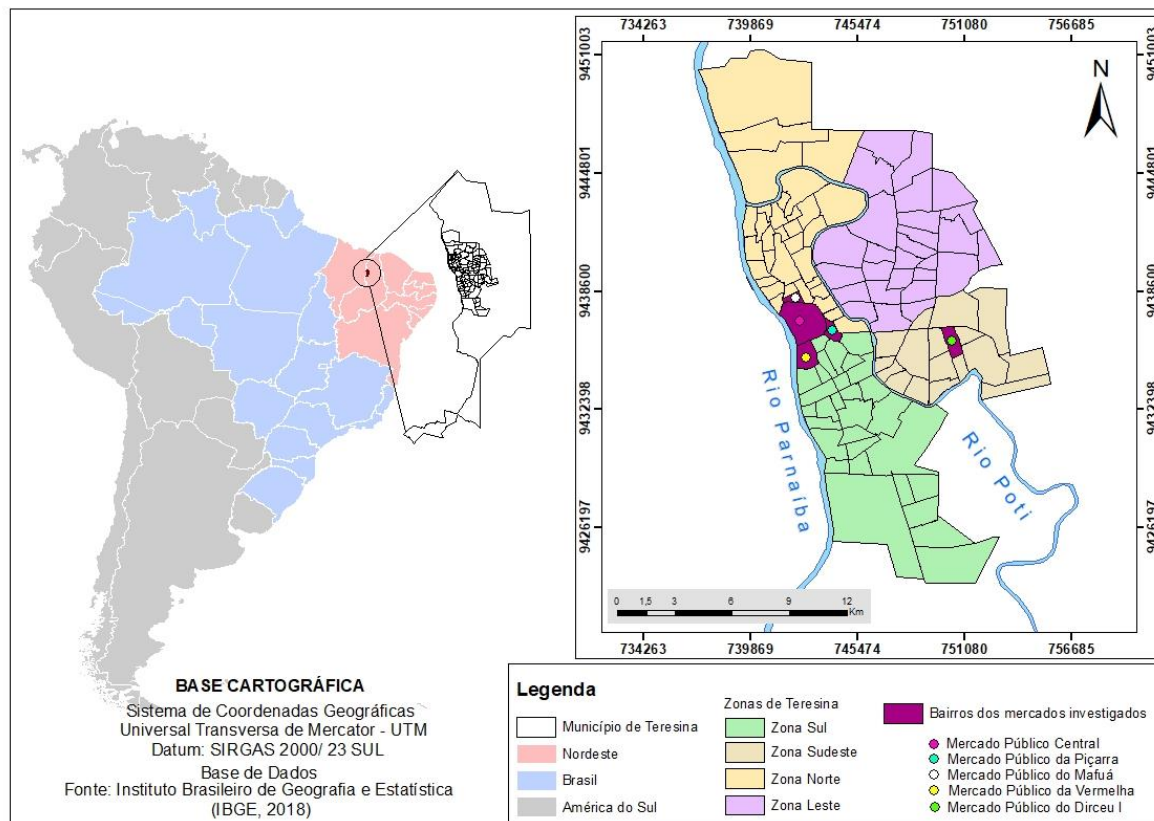 734263 739869 745474 751080 756685
9451003 9451003
N
9444801 9444801
9438600 9438600
9432398 9432398
9426197 9426197
Rio Parnaíba
Rio Poti
0 1,5 3 6 9 12
Km
734263 739869 745474 751080 756685
BASE CARTOGRÁFICA
Sistema de Coordenadas Geográficas
Universal Transversa de Mercator - UTM
Datum: SIRGAS 2000/ 23 SUL
Base de Dados
Fonte: Instituto Brasileiro de Geografia e Estatística
(IBGE, 2018)
Legenda
Município de Teresina
Nordeste
Brasil
América do Sul
Zonas de Teresina
Zona Sul
Zona Sudeste
Zona Norte
Zona Leste
Bairros dos mercados investigados
Mercado Público Central
Mercado Público da Piçarra
Mercado Público do Mafuá
Mercado Público da Vermelha
Mercado Público do Dirceu I